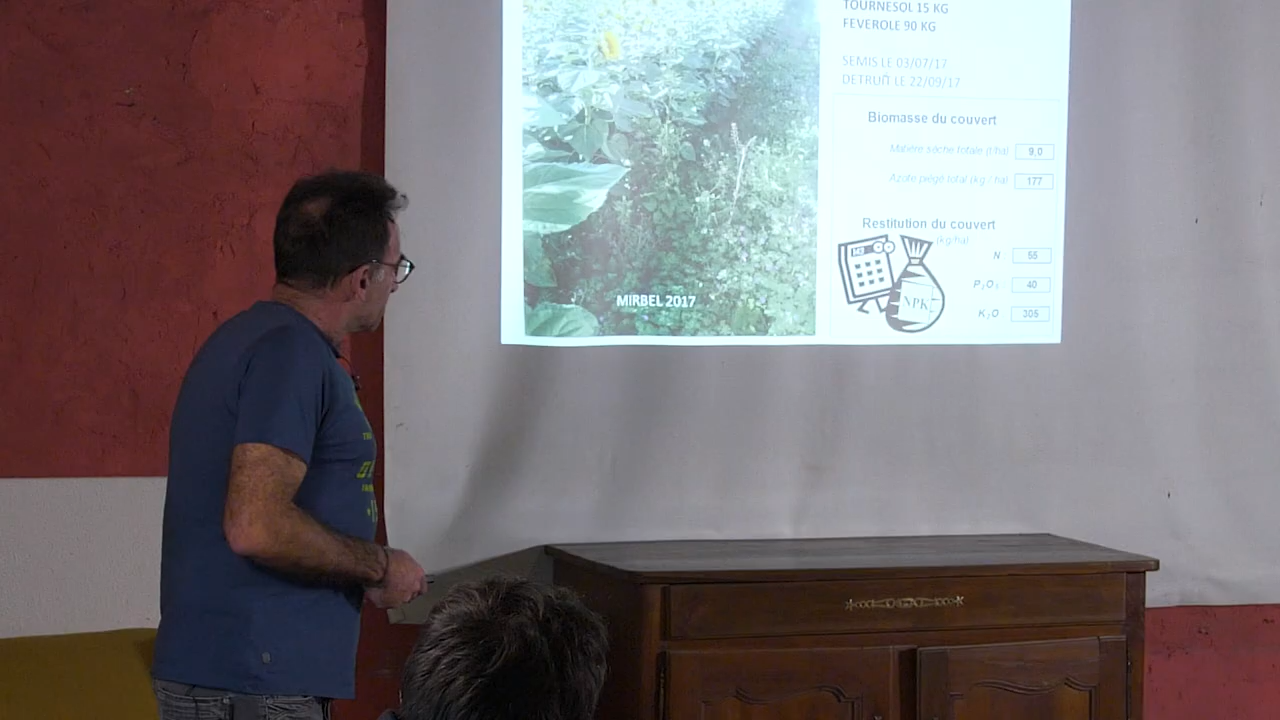 TOURNESOL 15 KG
FEVEROLE 90 KG
SEMIS LE 03/07/17
DETRUIT LE 22/09/17
Biomasse du couvert
Matière sèche totale (t/ha) 9,0
Azote piégé total (kg / ha) 177
Restitution du couvert
(kg/ha)
N 55
P₂O₅ 40
K₂O 305
NPK
MIRBEL 2017